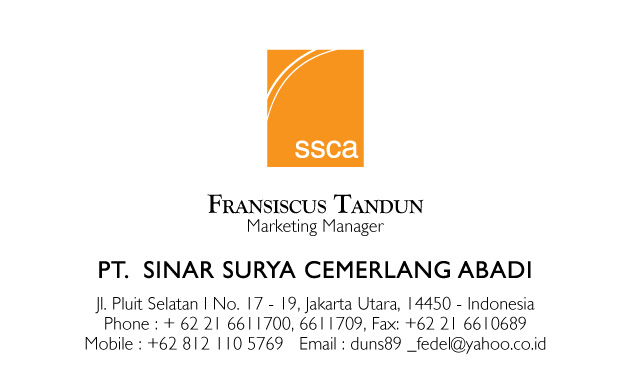 ssca
FRANSISCUS TANDUN
Marketing Manager
PT. SINAR SURYA CEMERLANG ABADI
Jl. Pluit Selatan I No. 17 - 19, Jakarta Utara, 14450 - Indonesia
Phone : + 62 21 6611700, 6611709, Fax: +62 21 6610689
Mobile : +62 812 110 5769 Email : duns89 _fedel@yahoo.co.id